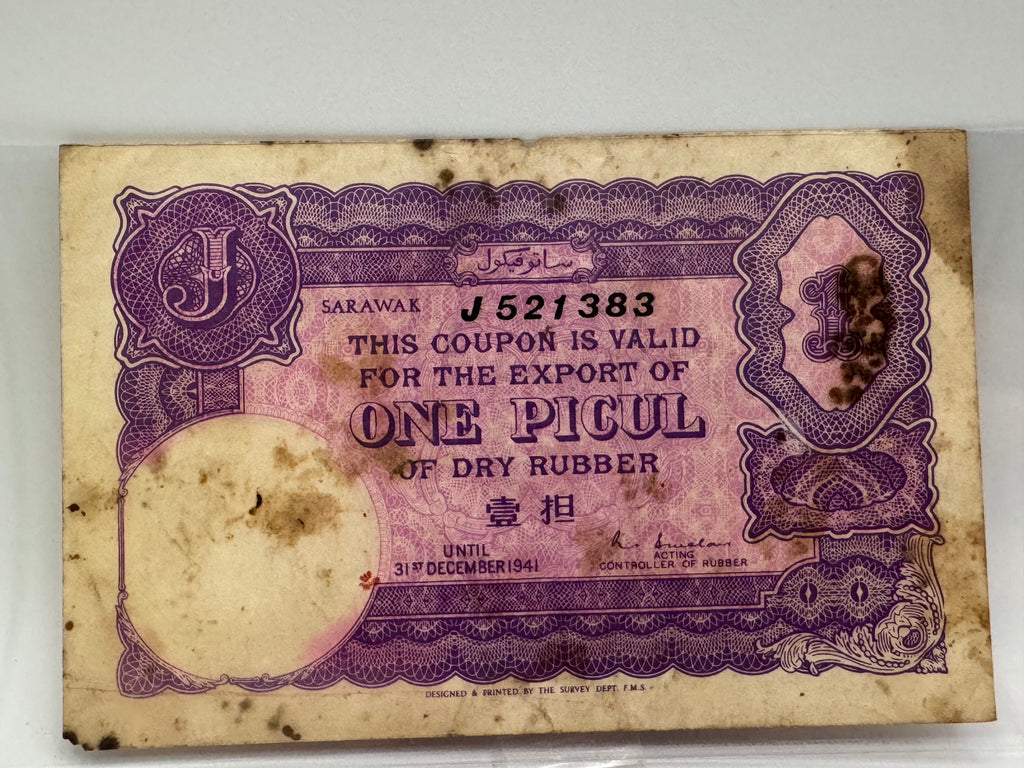 J
ساتو ڤيكول
1
SARAWAK J 521383
THIS COUPON IS VALID
FOR THE EXPORT OF
ONE PICUL
OF DRY RUBBER
壹担
UNTIL
31ST DECEMBER 1941
ACTING
CONTROLLER OF RUBBER
DESIGNED & PRINTED BY THE SURVEY DEPT. F.M.S.